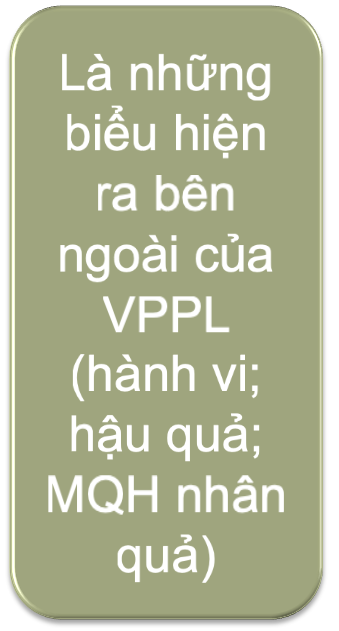 Là những
biểu hiện
ra bên
ngoài của
VPPL
(hành vi;
hậu quả;
MQH nhân
quả)